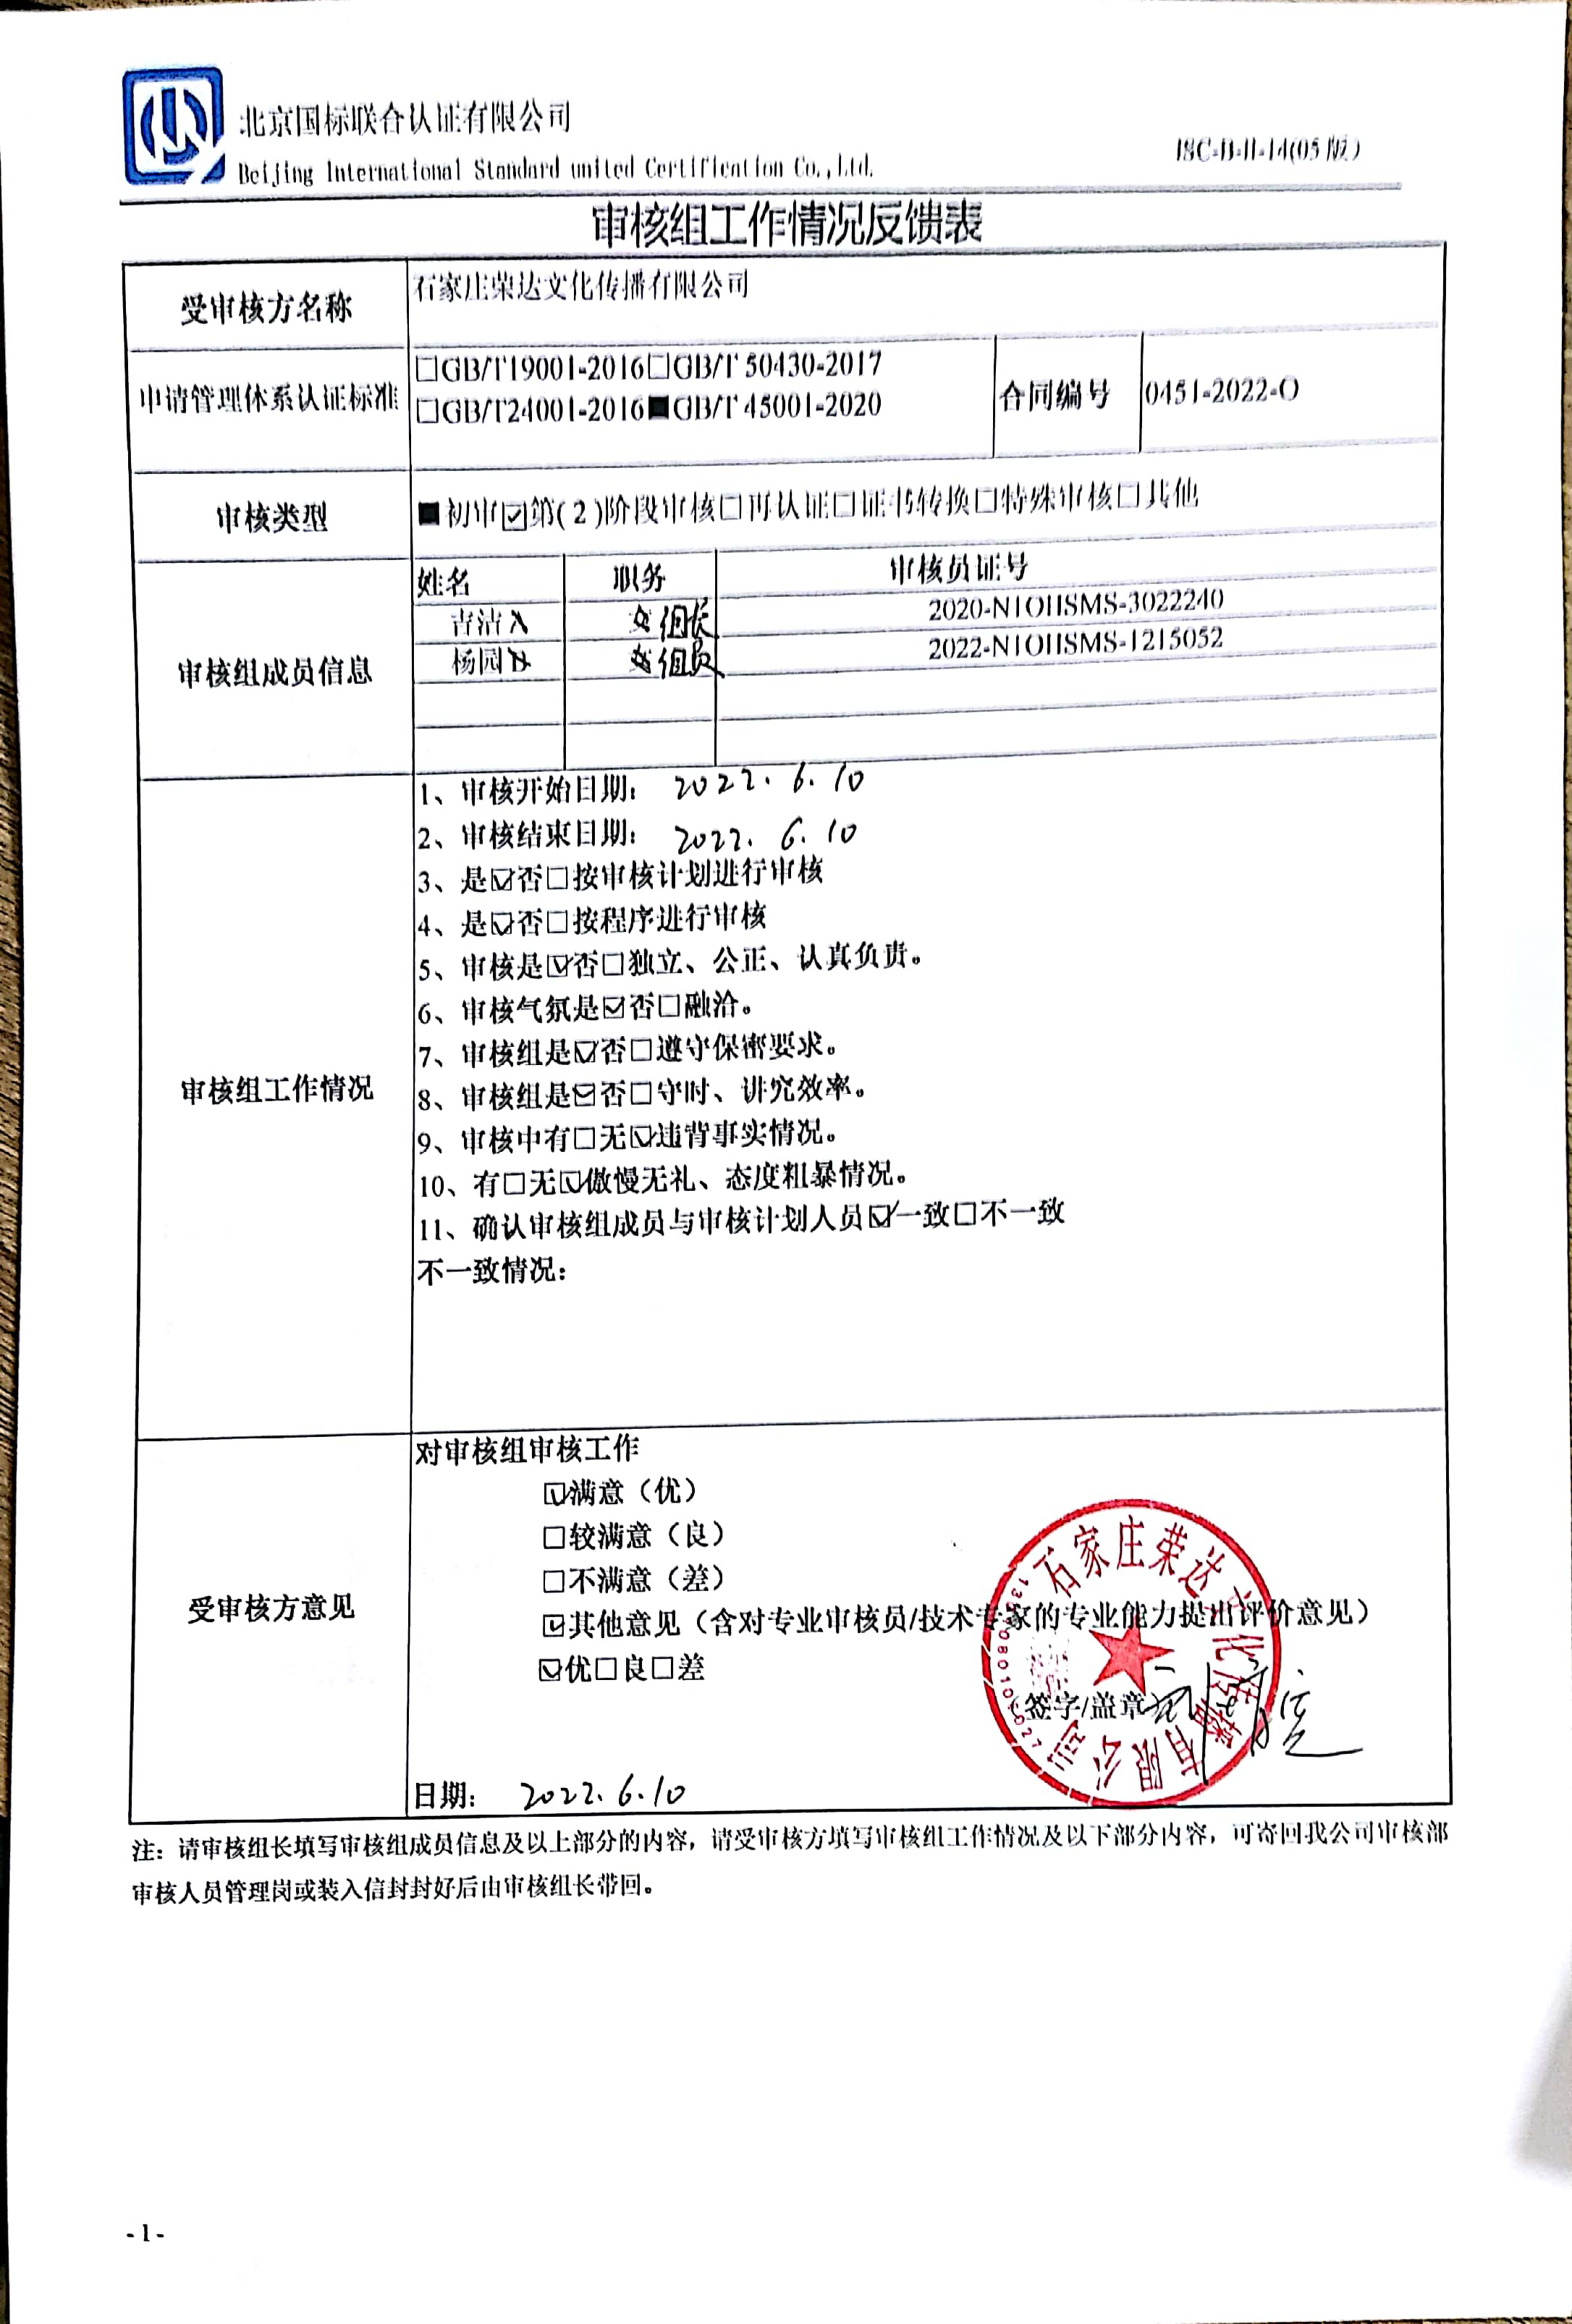 北京国标联合认证有限公司
Beijing International Standard united Certification Co.,Ltd.
ISC-B-II-14(05版)
审核组工作情况反馈表
受审核方名称 石家庄荣达文化传播有限公司
申请管理体系认证标准 □GB/T19001-2016□GB/T 50430-2017
□GB/T24001-2016■GB/T 45001-2020 合同编号 0451-2022-O
审核类型 ■初审☑第(2)阶段审核□再认证□证书转换□特殊审核□其他
审核组成员信息
姓名 职务 审核员证号
吉洁 组长 2020-N1OHSMS-3022240
杨园 组员 2022-N1OHSMS-1215052
审核组工作情况
1、审核开始日期: 2022.6.10
2、审核结束日期: 2022.6.10
3、是☑否□按审核计划进行审核
4、是☑否□按程序进行审核
5、审核是☑否□独立、公正、认真负责。
6、审核气氛是☑否□融洽。
7、审核组是☑否□遵守保密要求。
8、审核组是☑否□守时、讲究效率。
9、审核中有□无☑违背事实情况。
10、有□无☑傲慢无礼、态度粗暴情况。
11、确认审核组成员与审核计划人员☑一致□不一致
不一致情况:
受审核方意见
对审核组审核工作
☑满意（优）
□较满意（良）
□不满意（差）
☑其他意见（含对专业审核员/技术专家的专业能力提出评价意见）
☑优□良□差
（签字/盖章
石家庄荣达文化传播有限公司
日期: 2022.6.10
注：请审核组长填写审核组成员信息及以上部分的内容，请受审核方填写审核组工作情况及以下部分内容，可寄回我公司审核部
审核人员管理岗或装入信封封好后由审核组长带回。
-1-